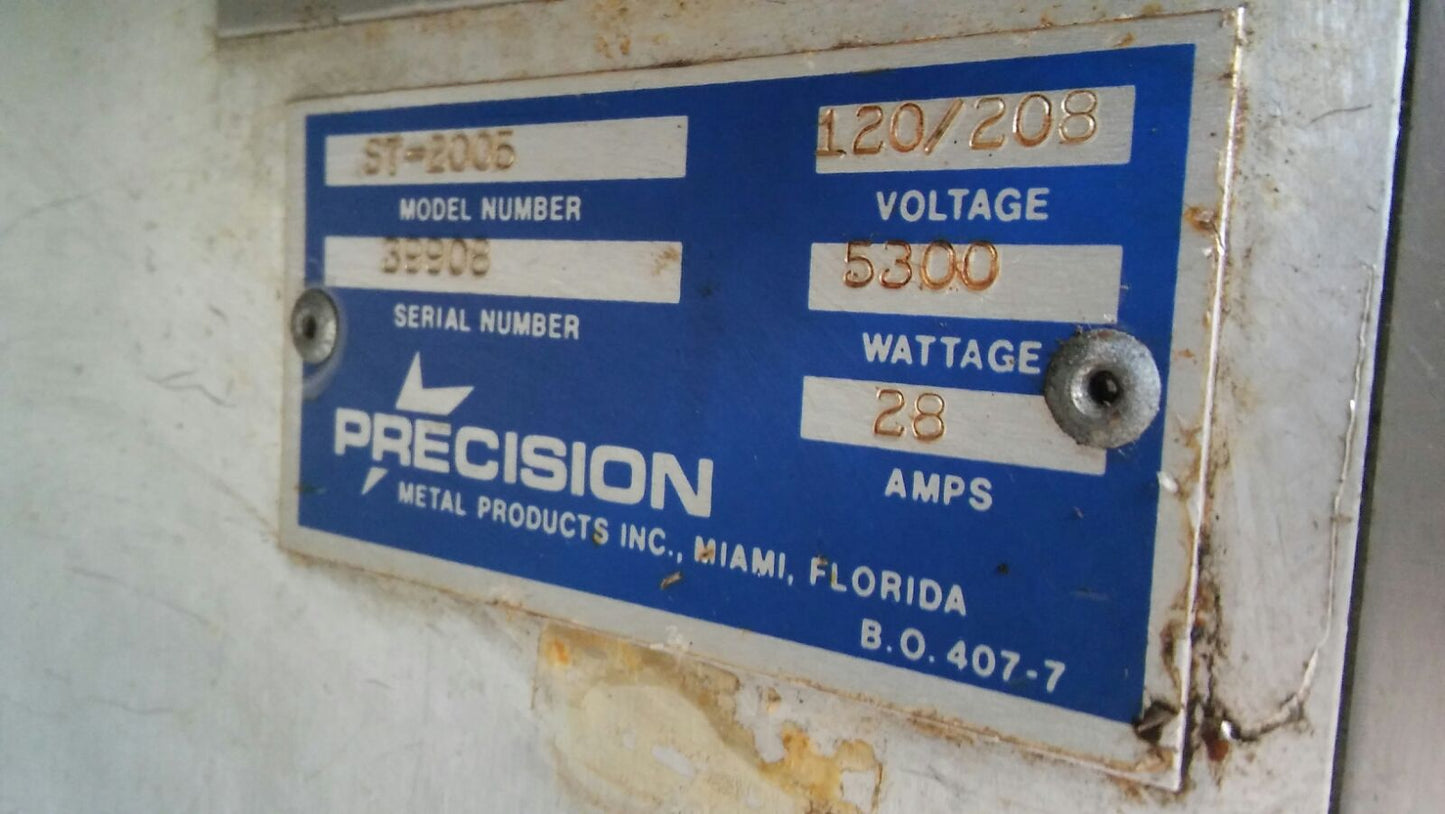 ST-2005
MODEL NUMBER
39908
SERIAL NUMBER
PRECISION
METAL PRODUCTS INC., MIAMI, FLORIDA
B.O. 407-7
120/208
VOLTAGE
5300
WATTAGE
28
AMPS